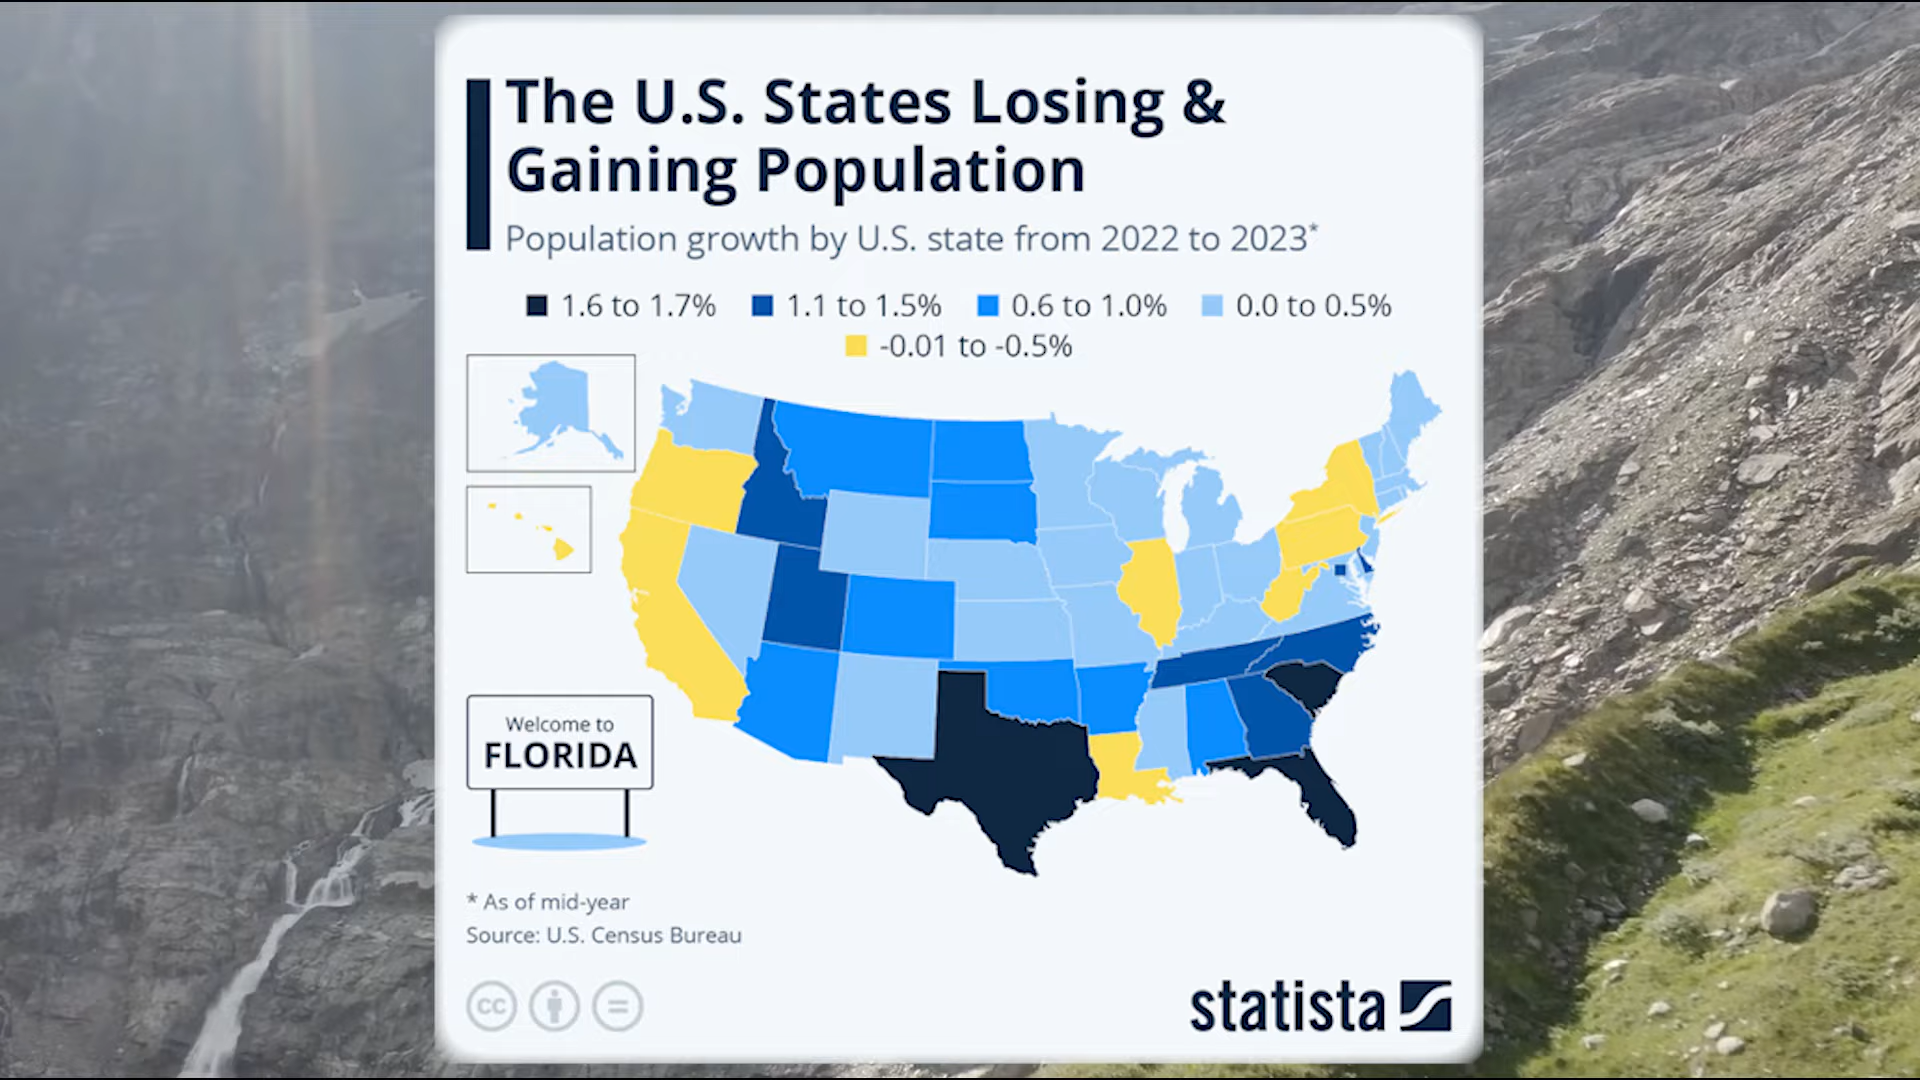 The U.S. States Losing &
Gaining Population
Population growth by U.S. state from 2022 to 2023*
1.6 to 1.7% 1.1 to 1.5% 0.6 to 1.0% 0.0 to 0.5%
-0.01 to -0.5%
Welcome to
FLORIDA
* As of mid-year
Source: U.S. Census Bureau
cc
statista